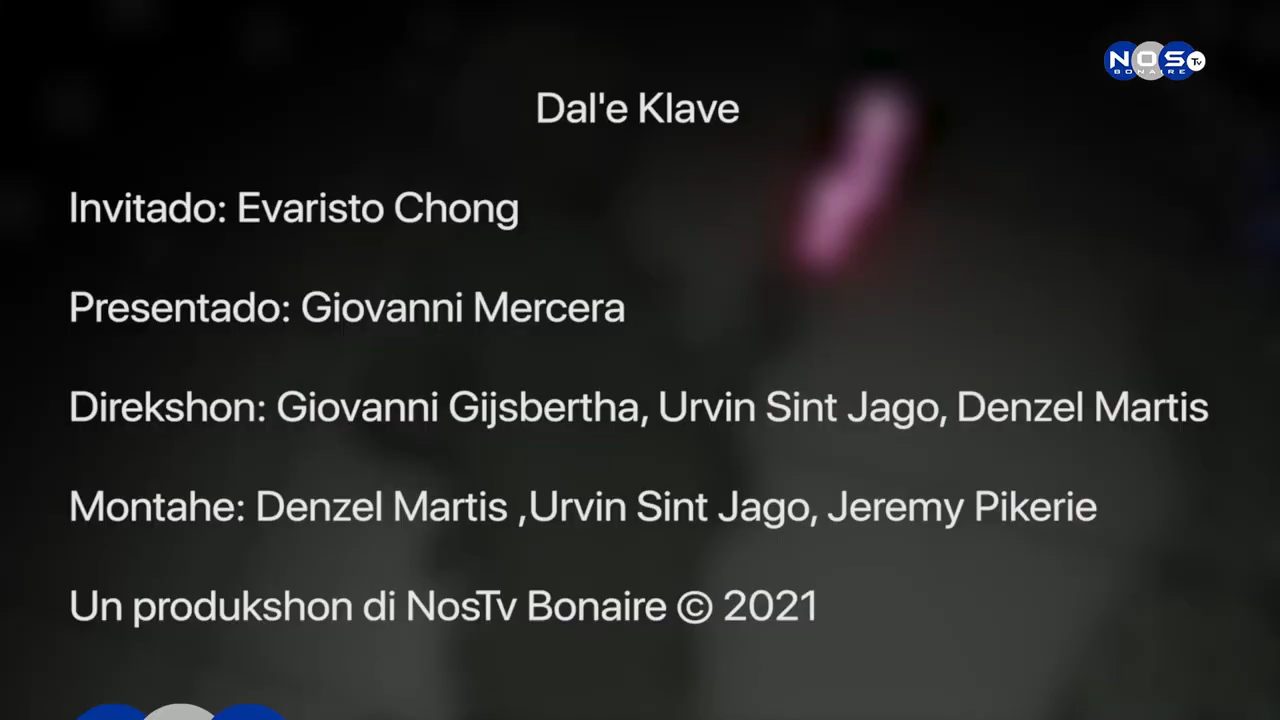 NOS TV
BONAIRE
Dal'e Klave
Invitado: Evaristo Chong
Presentado: Giovanni Mercera
Direkshon: Giovanni Gijsbertha, Urvin Sint Jago, Denzel Martis
Montahe: Denzel Martis ,Urvin Sint Jago, Jeremy Pikerie
Un produkshon di NosTv Bonaire © 2021